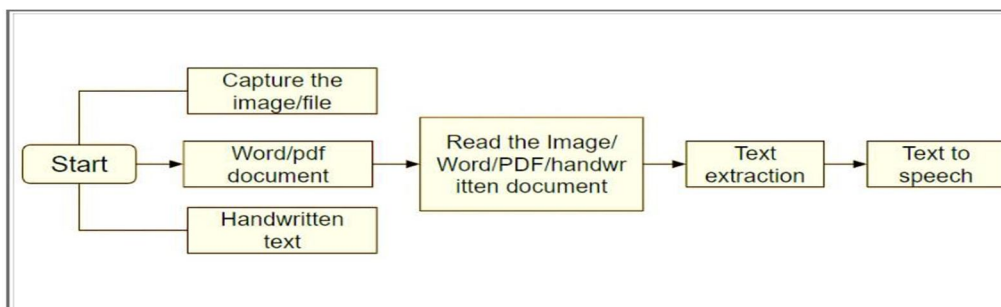 Capture the
image/file
Start
Word/pdf
document
Handwritten
text
Read the Image/
Word/PDF/handwr
itten document
Text
extraction
Text to
speech